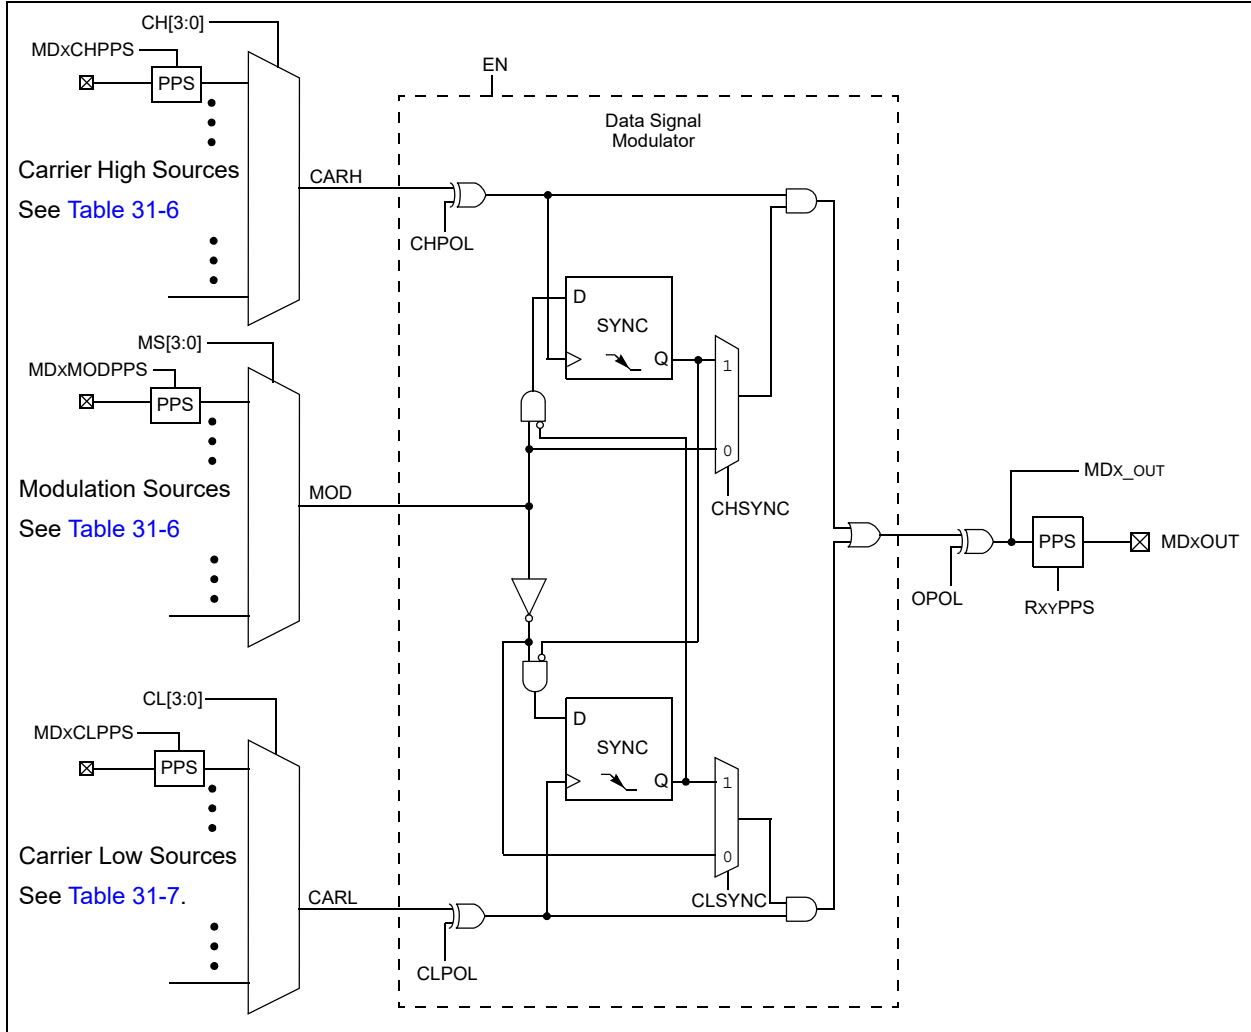 CH[3:0]
MDxCHPPS
PPS
Carrier High Sources
See Table 31-6
CARH
EN
Data Signal
Modulator
CHPOL
D
SYNC
Q
1
0
CHSYNC
MS[3:0]
MDxMODPPS
PPS
Modulation Sources
See Table 31-6
MOD
MDx_OUT
PPS
MDxOUT
OPOL
RxyPPS
CL[3:0]
MDxCLPPS
PPS
Carrier Low Sources
See Table 31-7.
CARL
D
SYNC
Q
1
0
CLSYNC
CLPOL